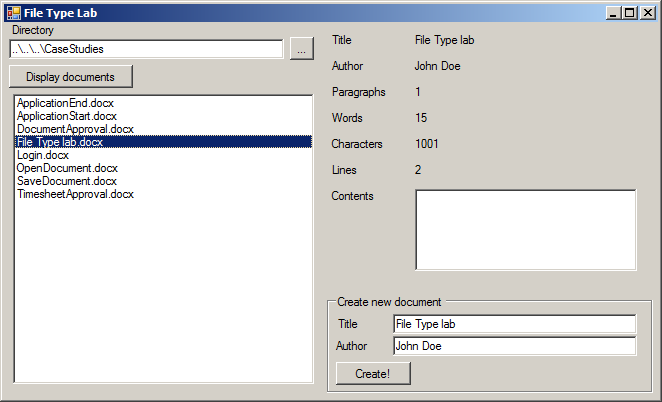 File Type Lab
Directory
..\..\..\CaseStudies
...
Display documents
ApplicationEnd.docx
ApplicationStart.docx
DocumentApproval.docx
File Type lab.docx
Login.docx
OpenDocument.docx
SaveDocument.docx
TimesheetApproval.docx
Title File Type lab
Author John Doe
Paragraphs 1
Words 15
Characters 1001
Lines 2
Contents
Create new document
Title File Type lab
Author John Doe
Create!